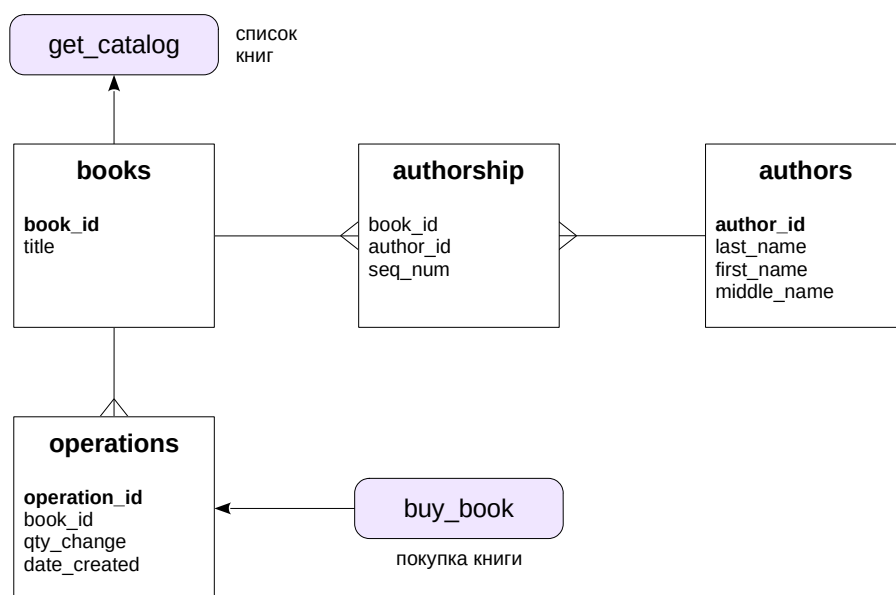 get_catalog
список
книг
books
book_id
title
authorship
book_id
author_id
seq_num
authors
author_id
last_name
first_name
middle_name
operations
operation_id
book_id
qty_change
date_created
buy_book
покупка книги